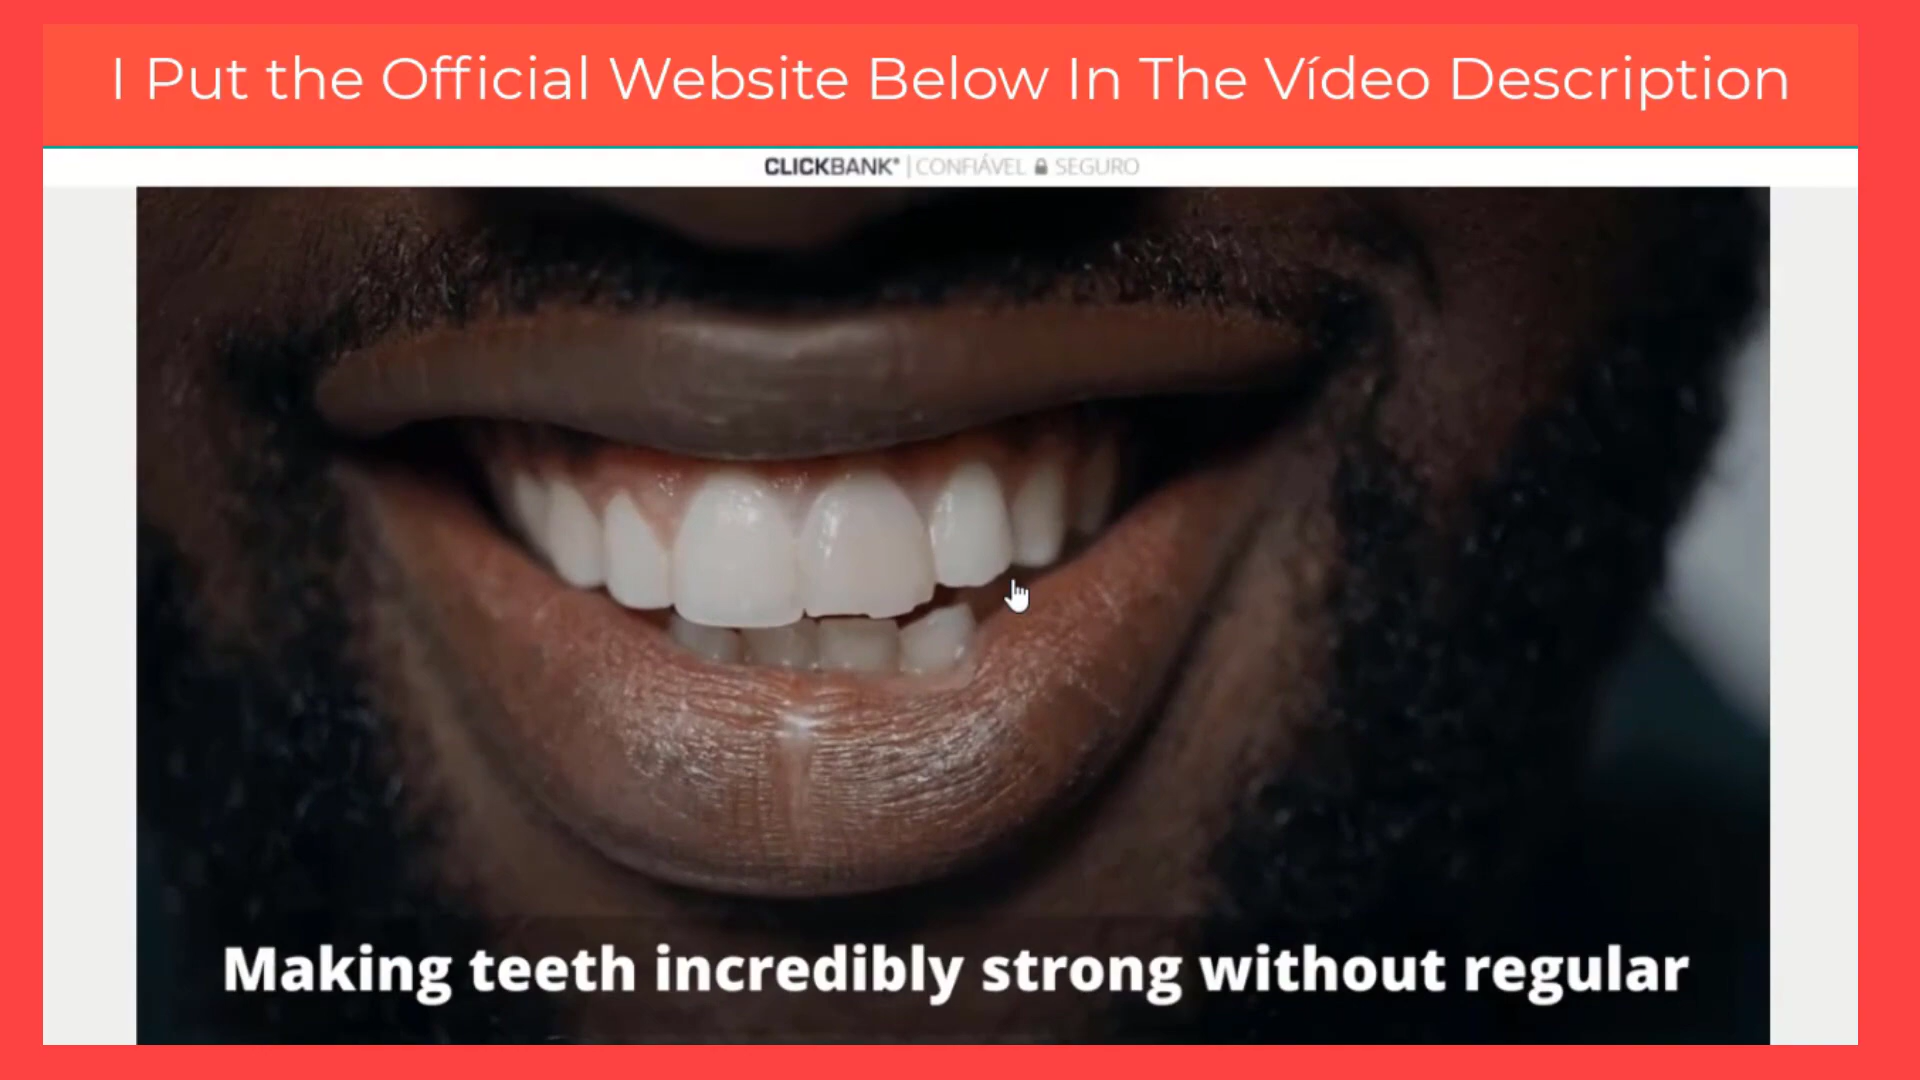 I Put the Official Website Below In The Vídeo Description
CLICKBANK® | CONFIÁVEL SEGURO
Making teeth incredibly strong without regular